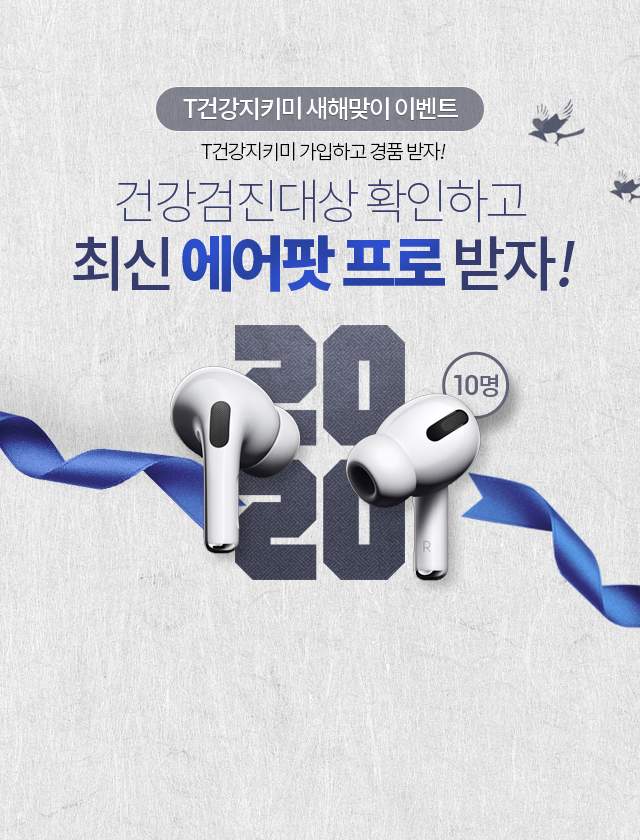 T건강지키미 새해맞이 이벤트
T건강지키미 가입하고 경품 받자!
건강검진대상 확인하고
최신 에어팟 프로 받자!
20
10명
20
R